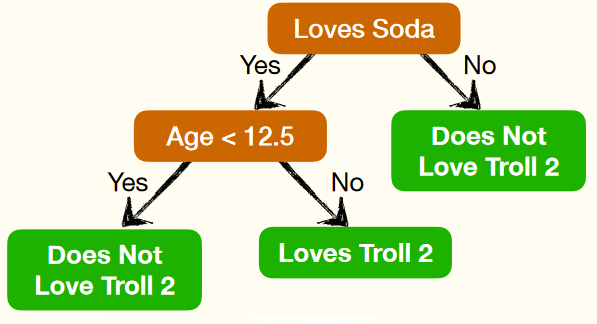 Loves Soda
Yes
No
Age < 12.5
Does Not
Love Troll 2
Yes
No
Does Not
Love Troll 2
Loves Troll 2